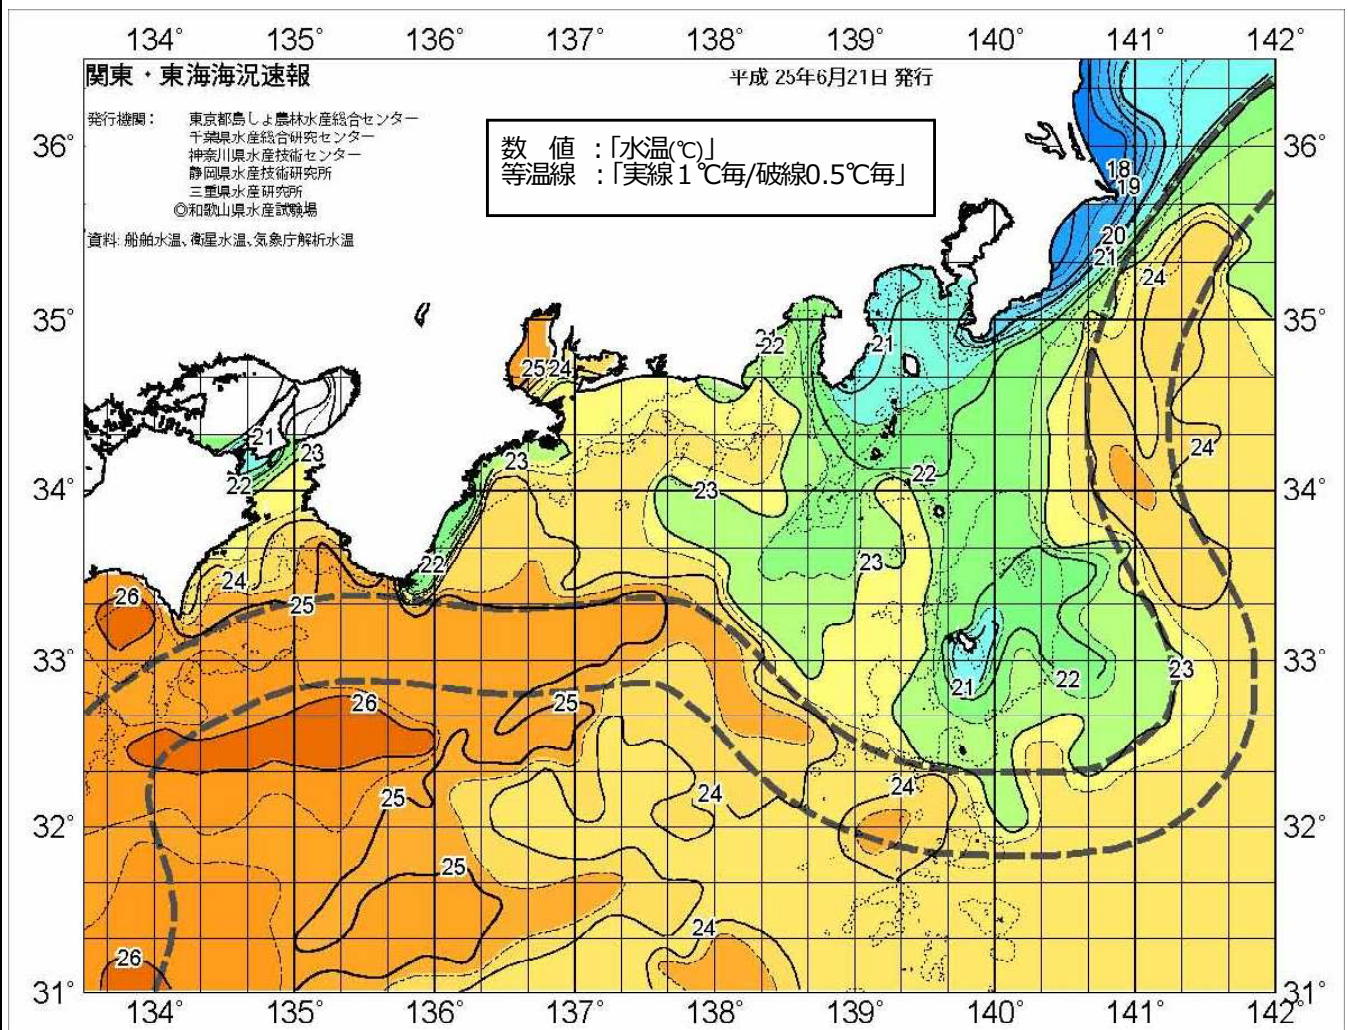 134° 135° 136° 137° 138° 139° 140° 141° 142°
関東・東海海況速報
平成 25年6月21日 発行
発行機関: 東京都島しょ農林水産総合センター
千葉県水産総合研究センター
神奈川県水産技術センター
静岡県水産技術研究所
三重県水産研究所
◎和歌山県水産試験場
資料: 船舶水温、衛星水温、気象庁解析水温
数 値 :「水温(℃)」
等温線 :「実線1℃毎/破線0.5℃毎」
36° 36°
18
19
20
21
24
35° 35°
21
22
21
25 24
21
23
23
24
22
34° 23 22 34°
22
24
23
26
25
33° 33°
21
22
23
26
25
25
24
24
32° 32°
25
24
26
31° 31°
134° 135° 136° 137° 138° 139° 140° 141° 142°